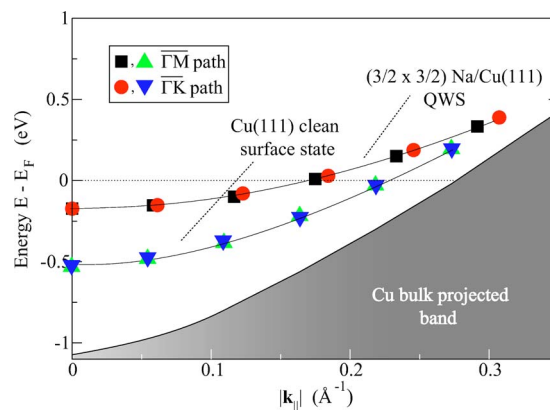 1
0.5
0
-0.5
-1
Energy E - E_F (eV)
■ , ▲ ΓM path
● , ▼ ΓK path
(3/2 x 3/2) Na/Cu(111)
QWS
Cu(111) clean
surface state
Cu bulk projected
band
0
0.1
0.2
0.3
|k_||| (Å⁻¹)